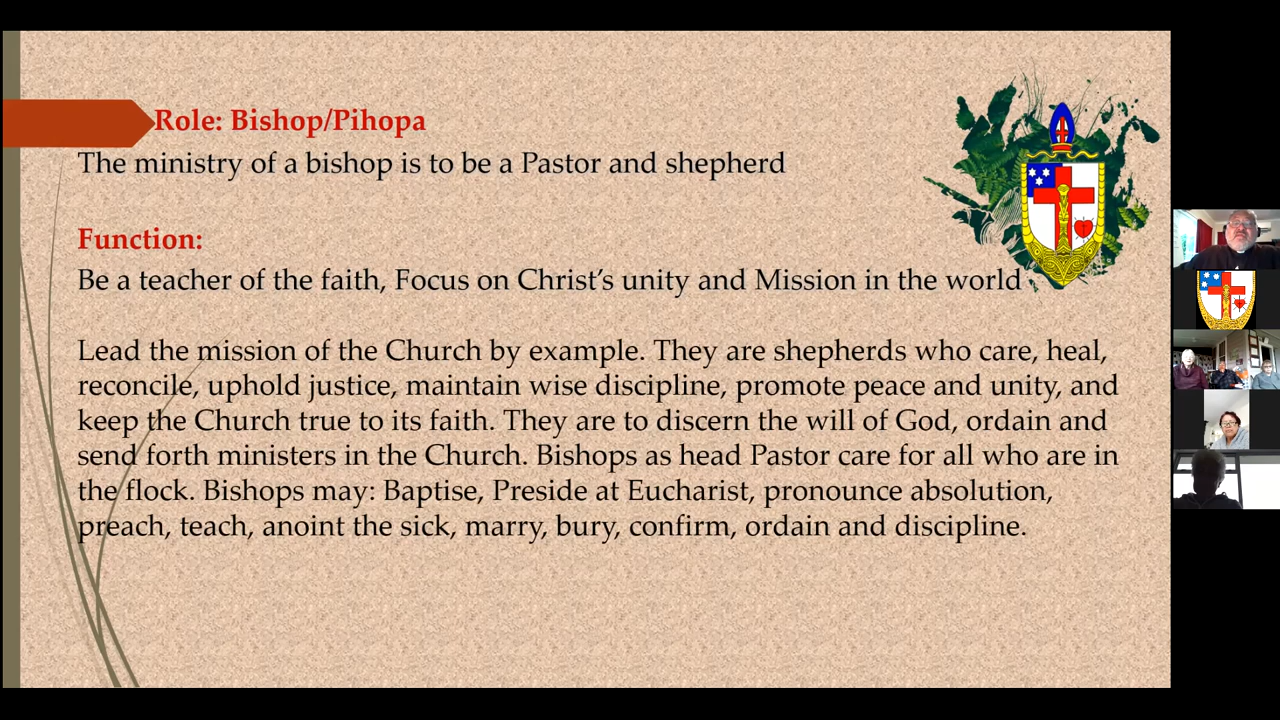 Role: Bishop/Pihopa
The ministry of a bishop is to be a Pastor and shepherd
Function:
Be a teacher of the faith, Focus on Christ’s unity and Mission in the world
Lead the mission of the Church by example. They are shepherds who care, heal,
reconcile, uphold justice, maintain wise discipline, promote peace and unity, and
keep the Church true to its faith. They are to discern the will of God, ordain and
send forth ministers in the Church. Bishops as head Pastor care for all who are in
the flock. Bishops may: Baptise, Preside at Eucharist, pronounce absolution,
preach, teach, anoint the sick, marry, bury, confirm, ordain and discipline.